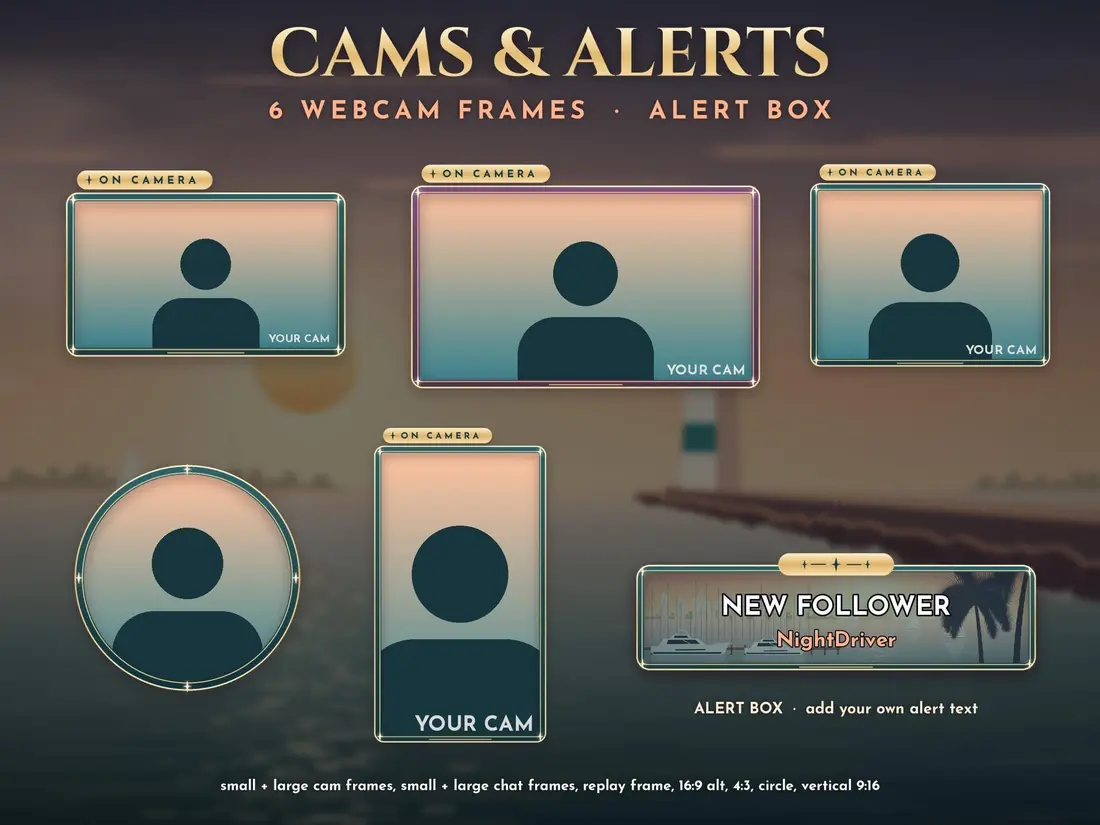 CAMS & ALERTS
6 WEBCAM FRAMES · ALERT BOX
ON CAMERA
YOUR CAM
ON CAMERA
YOUR CAM
ON CAMERA
YOUR CAM
ON CAMERA
YOUR CAM
NEW FOLLOWER
NightDriver
ALERT BOX · add your own alert text
small + large cam frames, small + large chat frames, replay frame, 16:9 alt, 4:3, circle, vertical 9:16